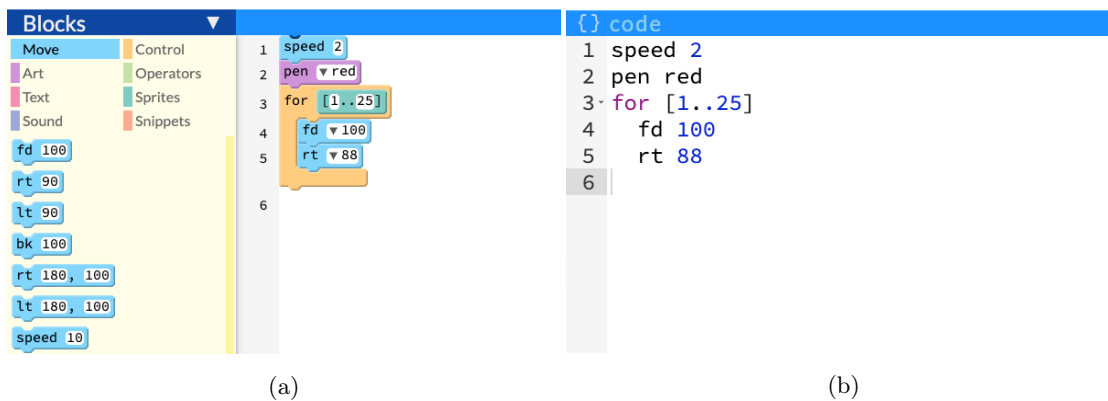 Blocks ▼
Move Control
Art Operators
Text Sprites
Sound Snippets
fd 100
rt 90
lt 90
bk 100
rt 180, 100
lt 180, 100
speed 10
1 speed 2
2 pen ▼red
3 for [1..25]
4 fd ▼100
5 rt ▼88
6
(a)
{} code
1 speed 2
2 pen red
3 for [1..25]
4 fd 100
5 rt 88
6
(b)